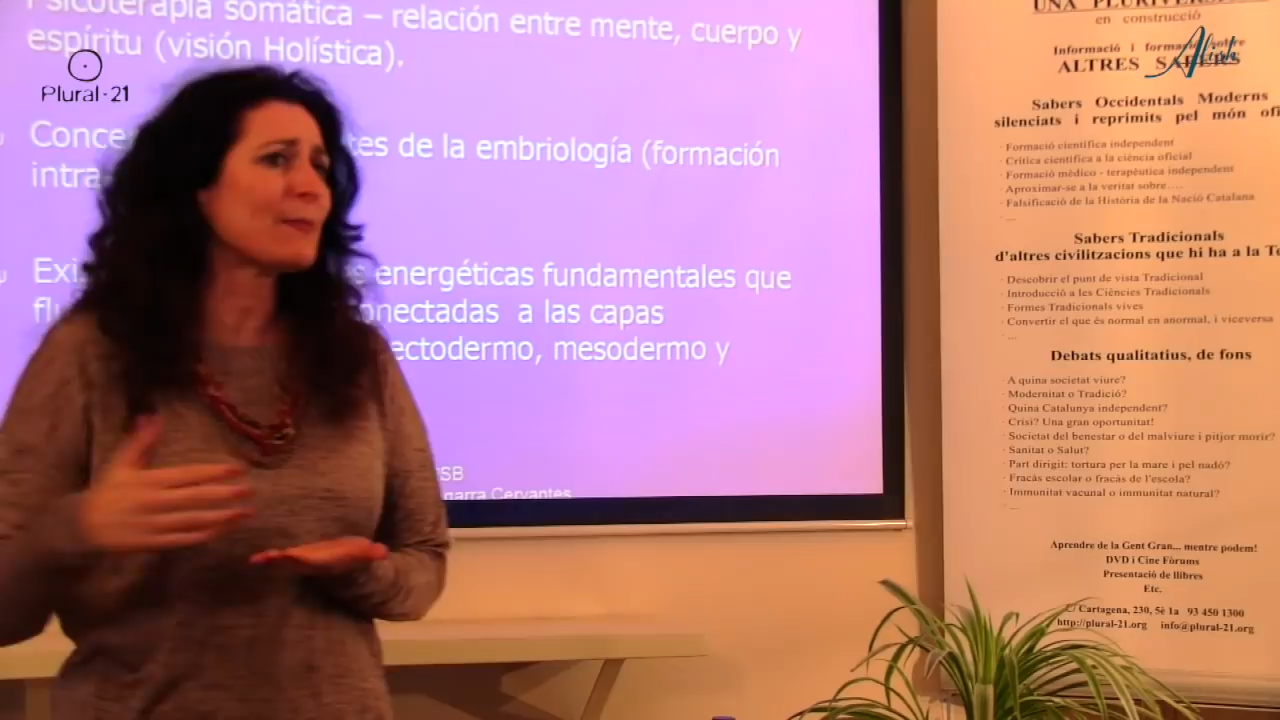 Psicoterapia somática – relación entre mente, cuerpo y
espíritu (visión Holística).
Plural·21
tes de la embriología (formación
intra
energéticas fundamentales que
onectadas a las capas
ectodermo, mesodermo y
SB
Cervantes
UNA PLURIVERSI
en construcció
Informació i formació sobre
ALTRES SABERS
Alish
Sabers Occidentals Moderns
silenciats i reprimits pel món ofi
· Formació científica independent
· Crítica científica a la ciència oficial
· Formació mèdico - terapèutica independent
· Aproximar-se a la veritat sobre….
· Falsificació de la Història de la Nació Catalana
· ...
Sabers Tradicionals
d'altres civilitzacions que hi ha a la Te
· Descobrir el punt de vista Tradicional
· Introducció a les Ciències Tradicionals
· Formes Tradicionals vives
· Convertir el que és normal en anormal, i viceversa
· ...
Debats qualitatius, de fons
· A quina societat viure?
· Modernitat o Tradició?
· Quina Catalunya independent?
· Crisi? Una gran oportunitat!
· Societat del benestar o del malviure i pitjor morir?
· Sanitat o Salut?
· Part dirigit: tortura per la mare i pel nadó?
· Fracàs escolar o fracàs de l'escola?
· Immunitat vacunal o immunitat natural?
· ...
Aprendre de la Gent Gran... mentre podem!
DVD i Cine Fòrums
Presentació de llibres
Etc.
C/ Cartagena, 230, 5è 1a 93 450 1300
http://plural-21.org info@plural-21.org